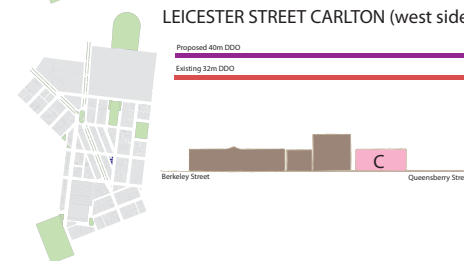 LEICESTER STREET CARLTON (west side
Proposed 40m DDO
Existing 32m DDO
C
Berkeley Street
Queensberry Stre